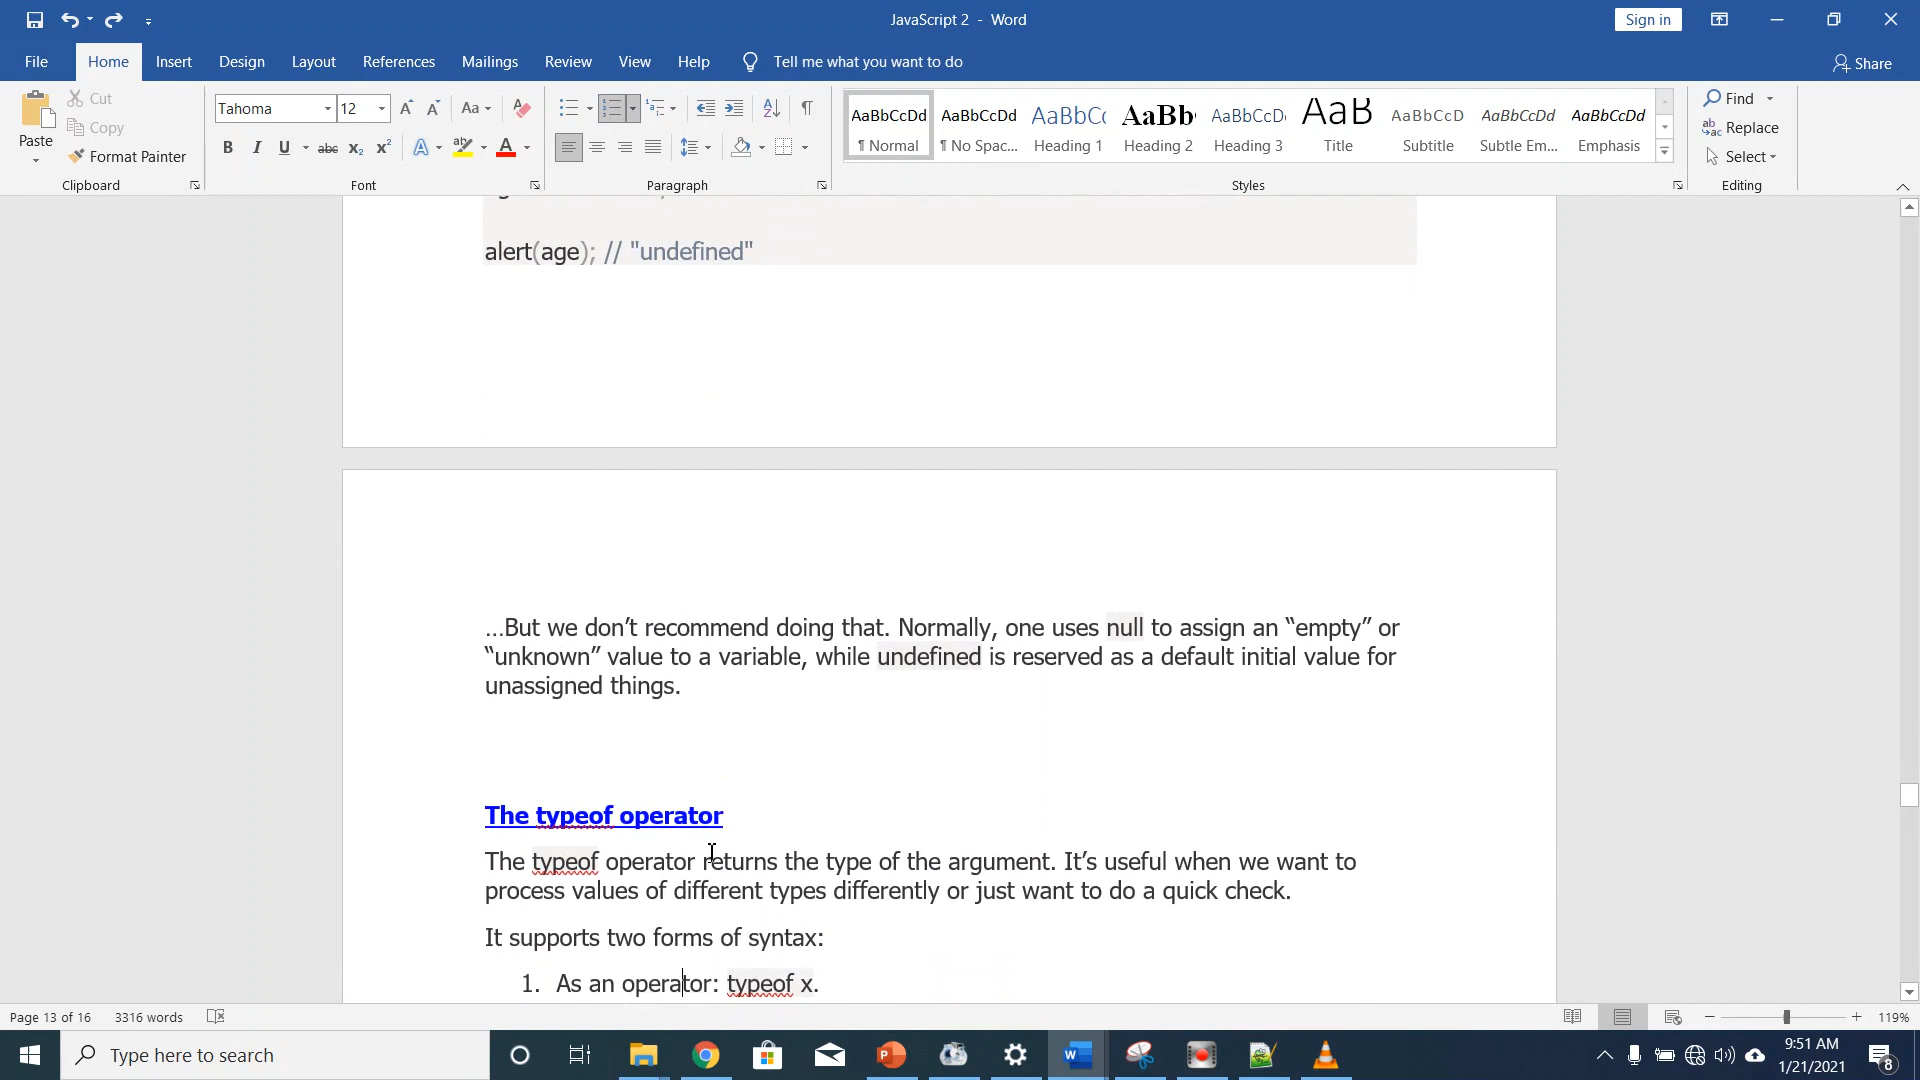 JavaScript 2 - Word
Sign in
File Home Insert Design Layout References Mailings Review View Help Tell me what you want to do Share
Paste
Cut
Copy
Format Painter
Clipboard
Tahoma 12
Font
Paragraph
AaBbCcDd AaBbCcDd AaBbCc AaBb AaBbCcD AaB AaBbCcD AaBbCcDd AaBbCcDd
¶ Normal ¶ No Spac... Heading 1 Heading 2 Heading 3 Title Subtitle Subtle Em... Emphasis
Styles
Find
Replace
Select
Editing
alert(age); // "undefined"
…But we don’t recommend doing that. Normally, one uses null to assign an “empty” or
“unknown” value to a variable, while undefined is reserved as a default initial value for
unassigned things.
The typeof operator
The typeof operator returns the type of the argument. It’s useful when we want to
process values of different types differently or just want to do a quick check.
It supports two forms of syntax:
1. As an operator: typeof x.
Page 13 of 16 3316 words 119%
Type here to search
9:51 AM
1/21/2021
8